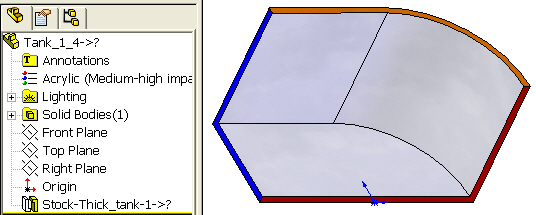 Tank_1_4->?
Annotations
Acrylic (Medium-high impa
Lighting
Solid Bodies(1)
Front Plane
Top Plane
Right Plane
Origin
Stock-Thick_tank-1->?